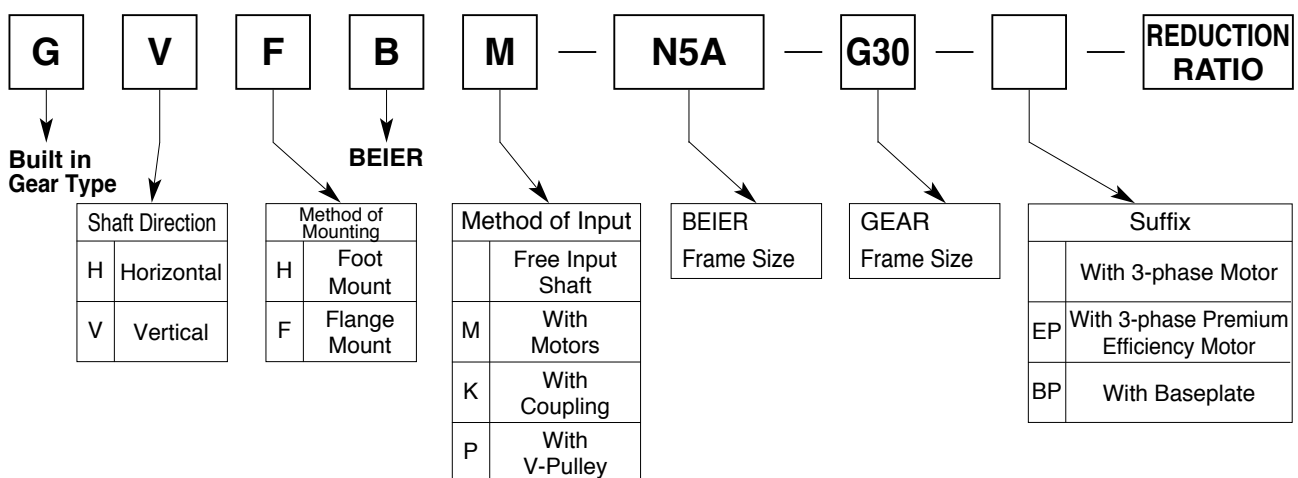 G V F B M — N5A — G30 — — REDUCTION
RATIO
Built in
Gear Type
BEIER
Shaft Direction
H Horizontal
V Vertical
Method of
Mounting
H Foot
Mount
F Flange
Mount
Method of Input
Free Input
Shaft
M With
Motors
K With
Coupling
P With
V-Pulley
BEIER
Frame Size
GEAR
Frame Size
Suffix
With 3-phase Motor
EP With 3-phase Premium
Efficiency Motor
BP With Baseplate